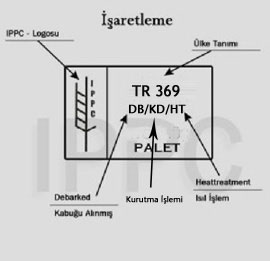 İşaretleme
IPPC - Logosu
Ülke Tanımı
IPPC
TR 369
DB/KD/HT
PALET
Debarked
Kabuğu Alınmış
Kurutma İşlemi
Heattreatment
Isıl İşlem
IPPC